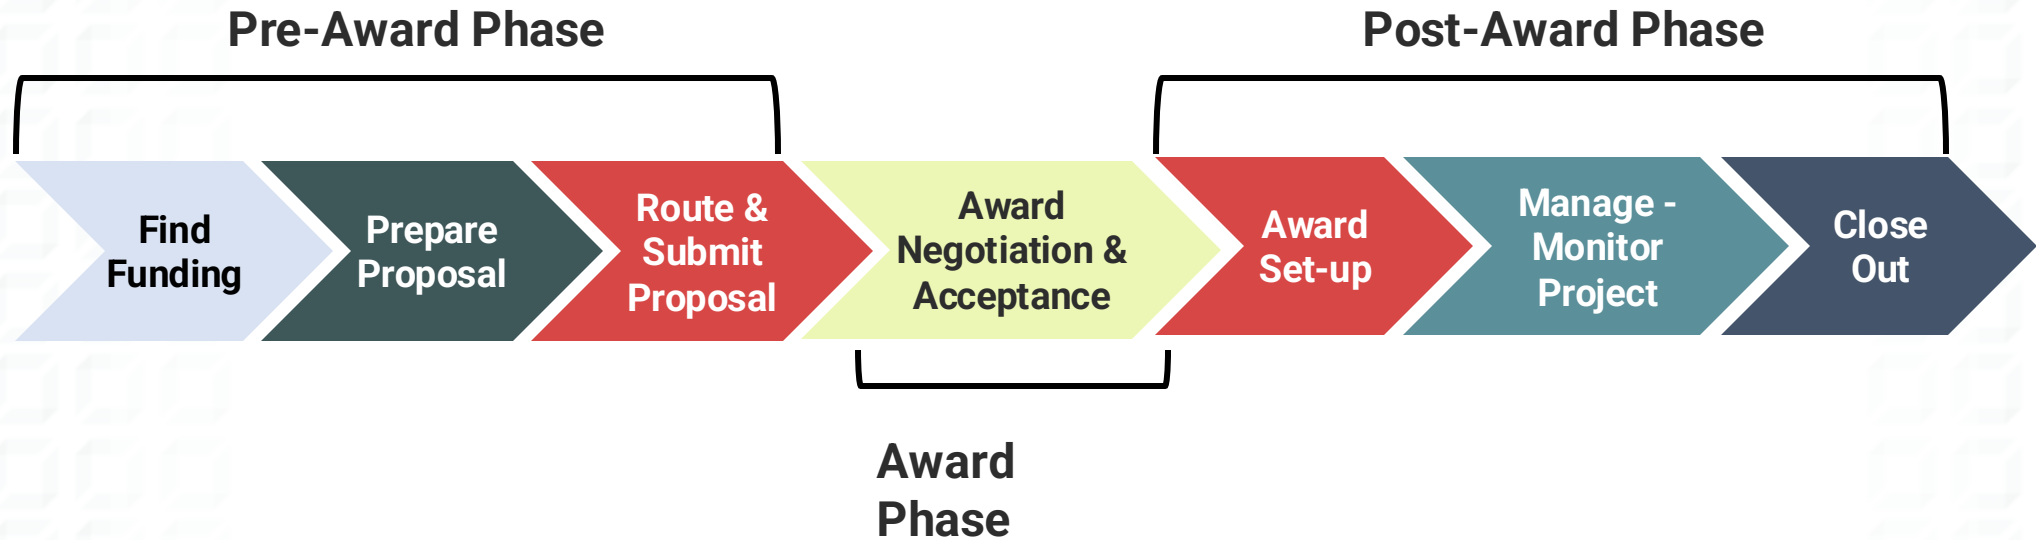 Pre-Award Phase
Post-Award Phase
Find
Funding
Prepare
Proposal
Route &
Submit
Proposal
Award
Negotiation &
Acceptance
Award
Set-up
Manage -
Monitor
Project
Close
Out
Award
Phase